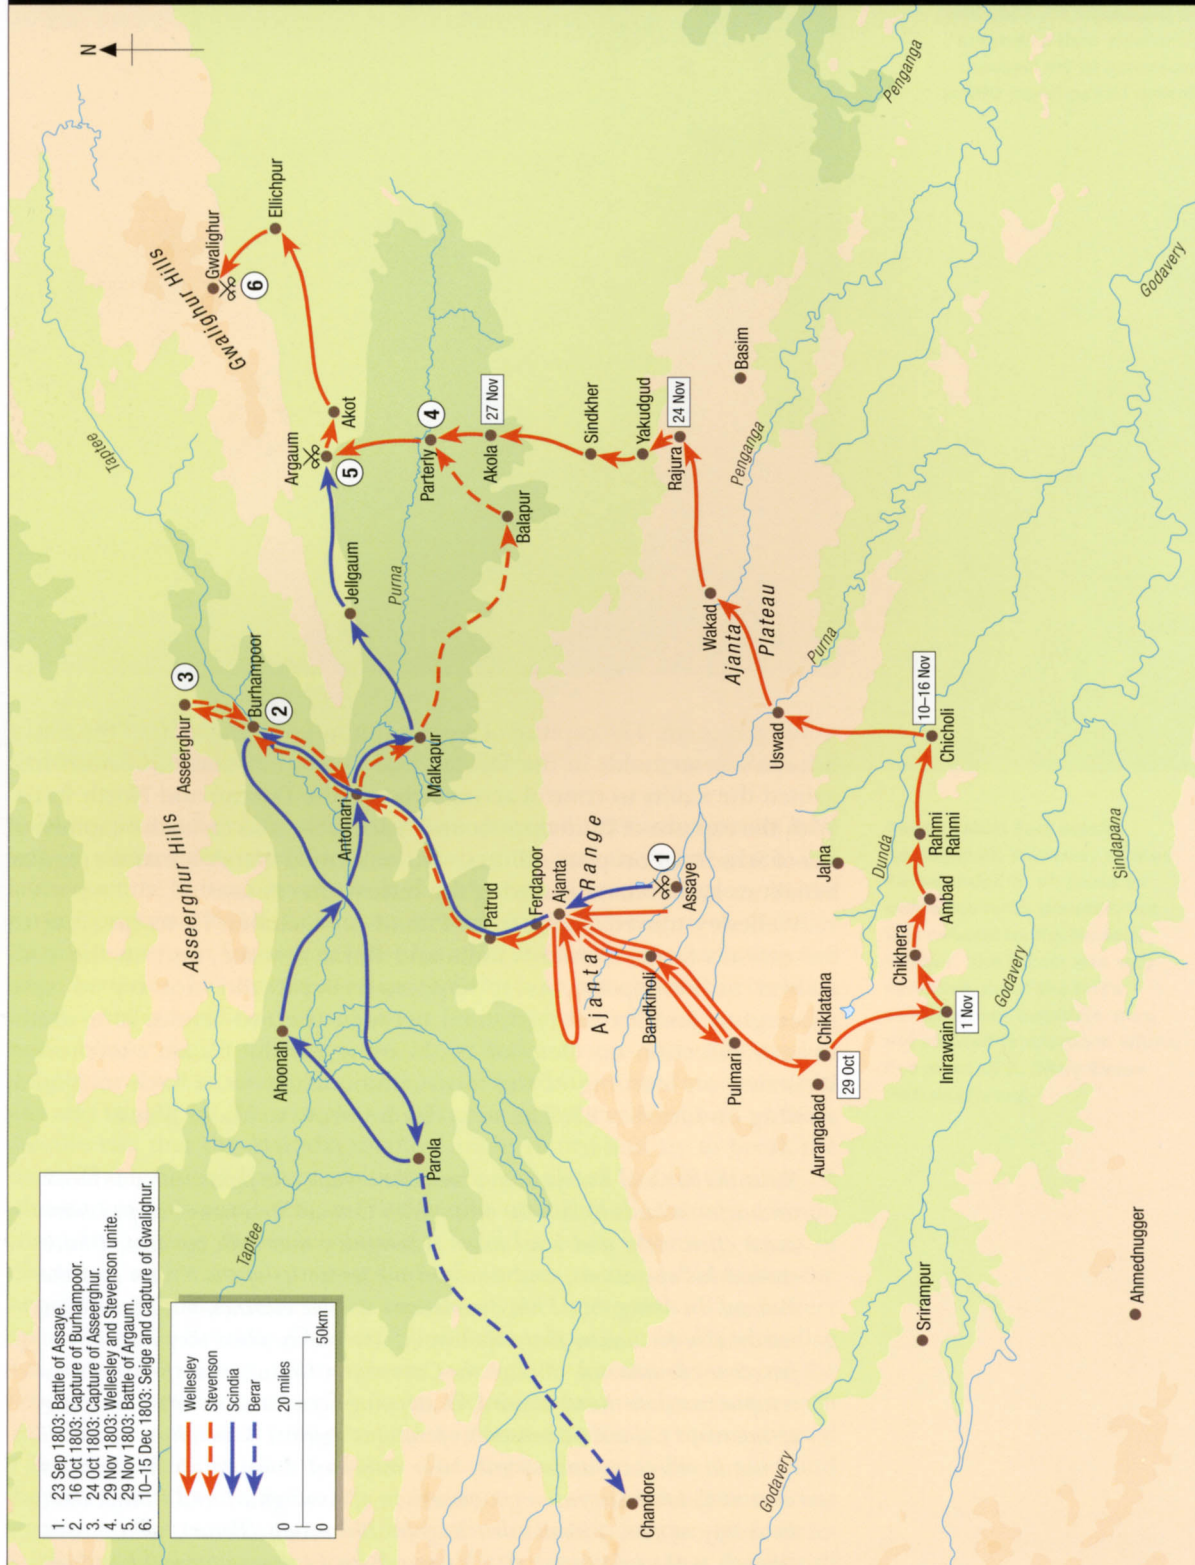 1. 23 Sep 1803: Battle of Assaye.
2. 16 Oct 1803: Capture of Burhampoor.
3. 24 Oct 1803: Capture of Asseerghur.
4. 29 Nov 1803: Wellesley and Stevenson unite.
5. 29 Nov 1803: Battle of Argaum.
6. 10–15 Dec 1803: Seige and capture of Gwalighur.
Wellesley
Stevenson
Scindia
Berar
0 20 miles
0 50km
N
Taptee
Taptee
Asseerghur Hills
Asseerghur
3
Burhampoor
2
Gwalighur Hills
Gwalighur
6
Ellichpur
Argaum
5
Akot
Ahoonah
Antomari
Jellgaum
Purna
Parola
Malkapur
Parterly
4
Akola
27 Nov
Balapur
Patrud
Ferdapoor
Ajanta
Ajanta Range
Sindkher
Yakudgud
Rajura
24 Nov
Basim
Penganga
Penganga
Chandore
Bandkinoli
Assaye
1
Wakad
Ajanta
Plateau
Pulmari
Uswad
Purna
Aurangabad
Chiklatana
29 Oct
Jalna
Dunda
Chikhera
Ambad
Rahmi
Rahmi
Chicholi
10–16 Nov
Inirawain
1 Nov
Srirampur
Godavery
Godavery
Godavery
Sindapana
Ahmednugger